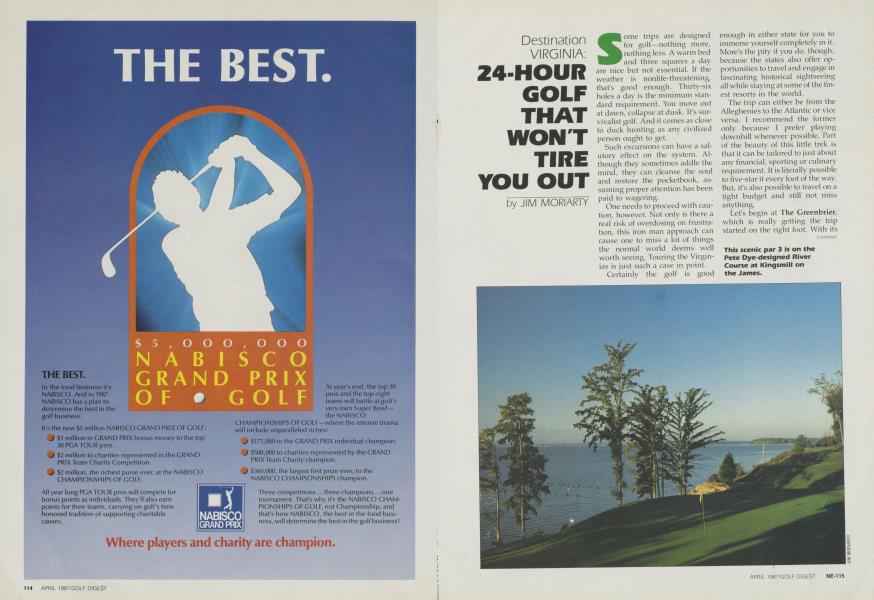 THE BEST.
$5,000,000
NABISCO
GRAND PRIX
OF GOLF
THE BEST.
In the food business it's
NABISCO. And in 1987
NABISCO has a plan to
determine the best in the
golf business.
It's the new $5 million NABISCO GRAND PRIX OF GOLF:
$1 million in GRAND PRIX bonus money to the top
30 PGA TOUR pros.
$2 million to charities represented in the GRAND
PRIX Team Charity Competition.
$2 million, the richest purse ever, at the NABISCO
CHAMPIONSHIPS OF GOLF.
All year long PGA TOUR pros will compete for
bonus points as individuals. They'll also earn
points for their teams, carrying on golf's time
honored tradition of supporting charitable
causes.
At year's end, the top 30
pros and the top eight
teams will battle at golf's
very own Super Bowl—
the NABISCO
CHAMPIONSHIPS OF GOLF—where the intense drama
will include unparalleled riches:
$175,000 to the GRAND PRIX individual champion.
$500,000 to charities represented by the GRAND
PRIX Team Charity champion.
$360,000, the largest first prize ever, to the
NABISCO CHAMPIONSHIPS champion.
NABISCO
GRAND PRIX
Three competitions...three champions...one
tournament. That's why it's the NABISCO CHAM-
PIONSHIPS OF GOLF, not Championship, and
that's how NABISCO, the best in the food busi-
ness, will determine the best in the golf business!
Where players and charity are champion.
114 APRIL 1987/GOLF DIGEST
Destination
VIRGINIA:
24-HOUR
GOLF
THAT
WON'T
TIRE
YOU OUT
by JIM MORIARTY
Some trips are designed
for golf—nothing more,
nothing less. A warm bed
and three squares a day
are nice but not essential. If the
weather is nonlife-threatening,
that's good enough. Thirty-six
holes a day is the minimum stan-
dard requirement. You move out
at dawn, collapse at dusk. It's sur-
vivalist golf. And it comes as close
to duck hunting as any civilized
person ought to get.
Such excursions can have a sal-
utory effect on the system. Al-
though they sometimes addle the
mind, they can cleanse the soul
and restore the pocketbook, as-
suming proper attention has been
paid to wagering.
One needs to proceed with cau-
tion, however. Not only is there a
real risk of overdosing on frustra-
tion, this iron man approach can
cause one to miss a lot of things
the normal world deems well
worth seeing. Touring the Virgin-
ias is just such a case in point.
Certainly the golf is good
enough in either state for you to
immerse yourself completely in it.
More's the pity if you do, though,
because the states also offer op-
portunities to travel and engage in
fascinating historical sightseeing
all while staying at some of the fin-
est resorts in the world.
The trip can either be from the
Alleghenies to the Atlantic or vice
versa. I recommend the former
only because I prefer playing
downhill whenever possible. Part
of the beauty of this little trek is
that it can be tailored to just about
any financial, sporting or culinary
requirement. It is literally possible
to five-star it every foot of the way.
But, it's also possible to travel on a
tight budget and still not miss
anything.
Let's begin at The Greenbrier,
which is really getting the trip
started on the right foot. With its
Continued
This scenic par 3 is on the
Pete Dye-designed River
Course at Kingsmill on
the James.
JIM MORIARTY
APRIL 1987/GOLF DIGEST NE-115